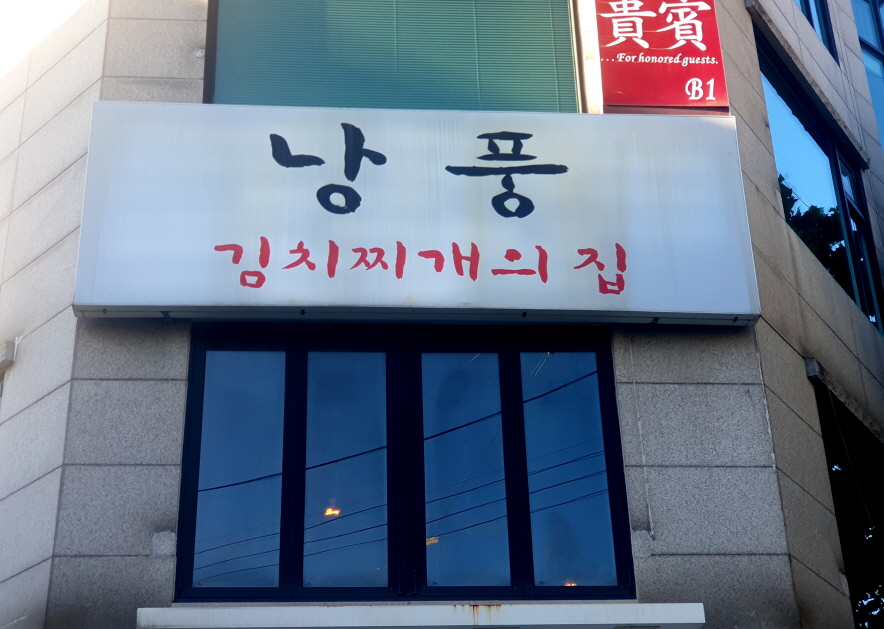 貴賓
...For honored guests.
B1
낭풍
김치찌개의 집